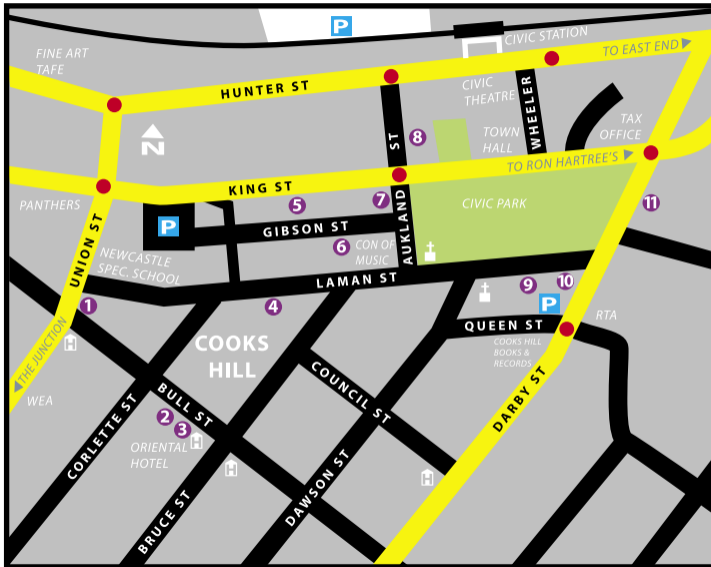 P
CIVIC STATION
FINE ART
TAFE
TO EAST END
HUNTER ST
CIVIC
THEATRE
WHEELER
TAX
OFFICE
N
ST
8
TOWN
HALL
TO RON HARTREE'S
PANTHERS
KING ST
5
7
CIVIC PARK
11
P
GIBSON ST
AUKLAND
UNION ST
6
CON OF
MUSIC
NEWCASTLE
SPEC. SCHOOL
LAMAN ST
1
4
9
10
P
THE JUNCTION
H
COOKS
HILL
QUEEN ST
RTA
COOKS HILL
BOOKS &
RECORDS
WEA
BULL ST
COUNCIL ST
DARBY ST
CORLETTE ST
2
3
H
ORIENTAL
HOTEL
H
H
BRUCE ST
DAWSON ST